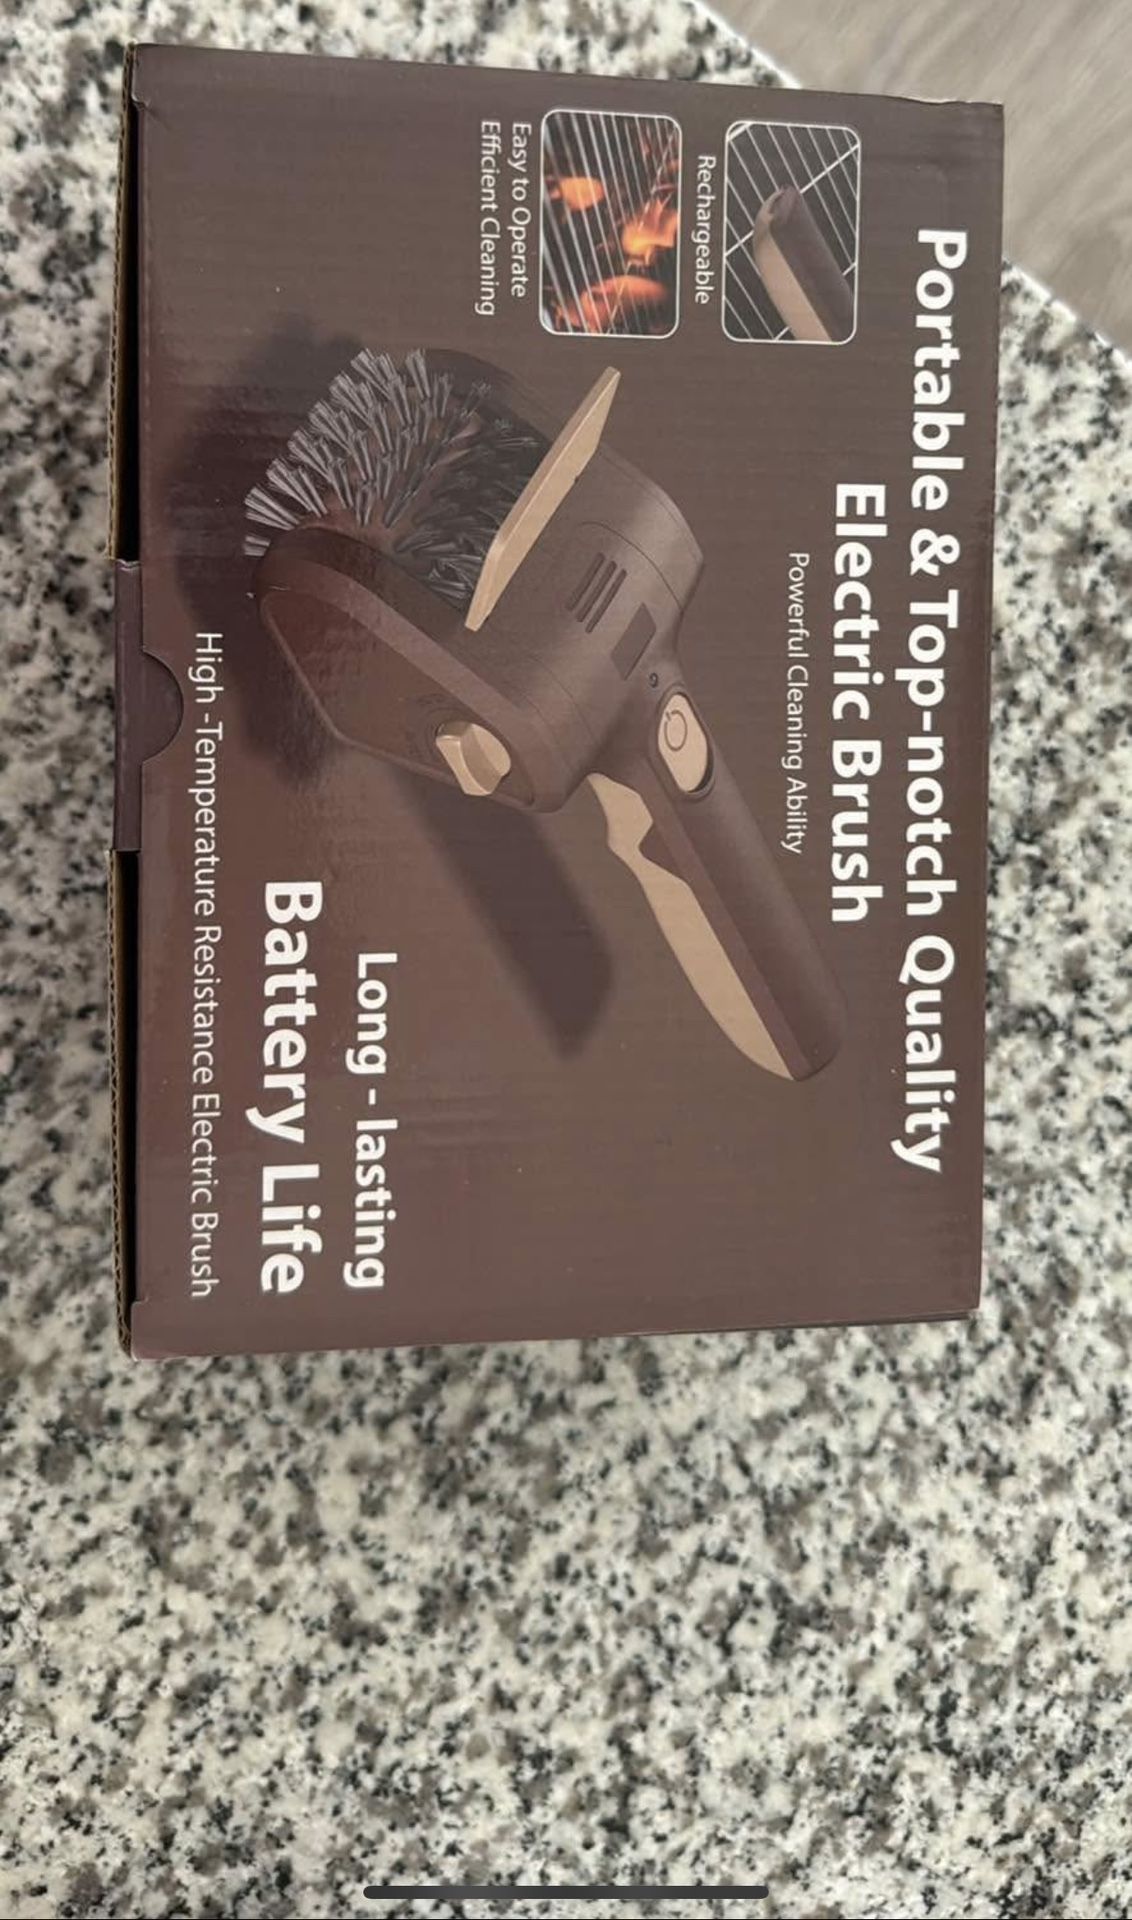 Portable & Top-notch Quality
Electric Brush
Powerful Cleaning Ability
Rechargeable
Easy to Operate
Efficient Cleaning
Long - lasting
Battery Life
High -Temperature Resistance Electric Brush